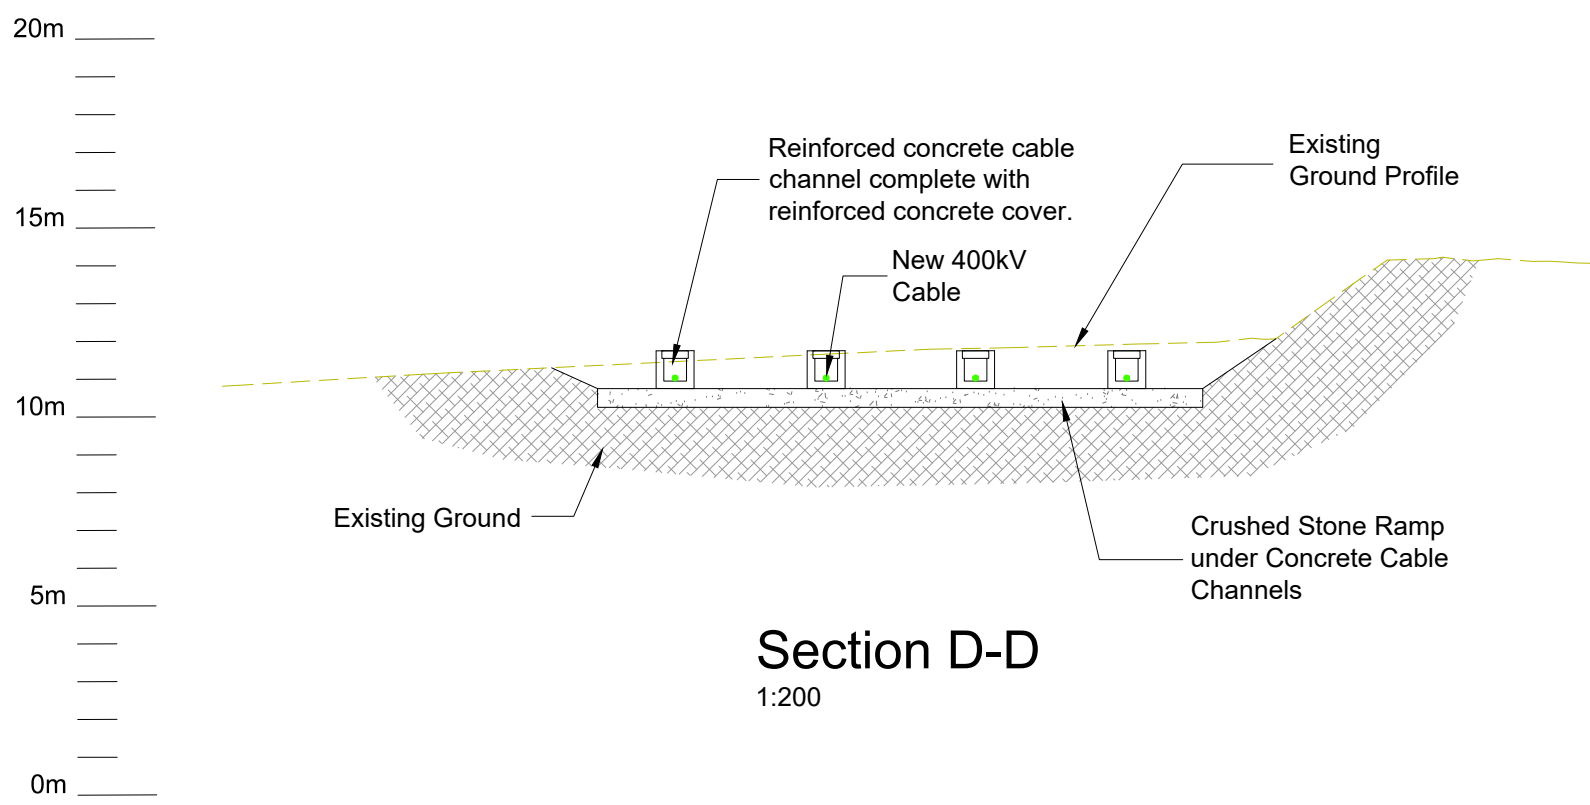 20m
15m
10m
5m
0m
Reinforced concrete cable
channel complete with
reinforced concrete cover.
New 400kV
Cable
Existing
Ground Profile
Existing Ground
Crushed Stone Ramp
under Concrete Cable
Channels
Section D-D
1:200